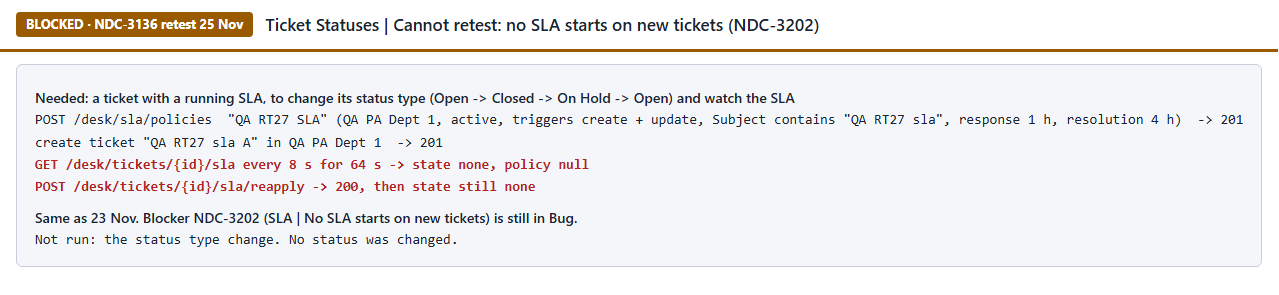 BLOCKED · NDC-3136 retest 25 Nov
Ticket Statuses | Cannot retest: no SLA starts on new tickets (NDC-3202)
Needed: a ticket with a running SLA, to change its status type (Open -> Closed -> On Hold -> Open) and watch the SLA
POST /desk/sla/policies  "QA RT27 SLA" (QA PA Dept 1, active, triggers create + update, Subject contains "QA RT27 sla", response 1 h, resolution 4 h)  -> 201
create ticket "QA RT27 sla A" in QA PA Dept 1  -> 201
GET /desk/tickets/{id}/sla every 8 s for 64 s -> state none, policy null
POST /desk/tickets/{id}/sla/reapply -> 200, then state still none
Same as 23 Nov. Blocker NDC-3202 (SLA | No SLA starts on new tickets) is still in Bug.
Not run: the status type change. No status was changed.